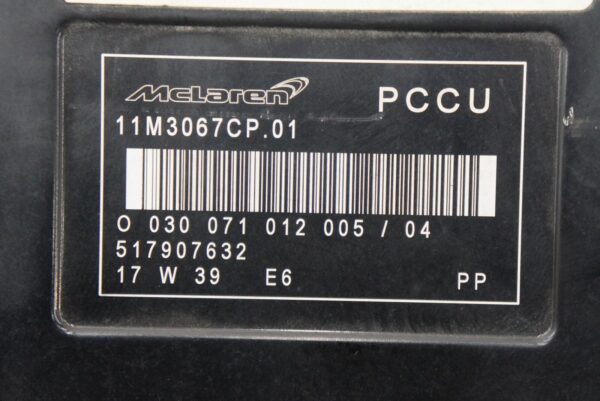 McLaren PCCU
11M3067CP.01
O 030 071 012 005 / 04
517907632
17 W 39 E6 PP